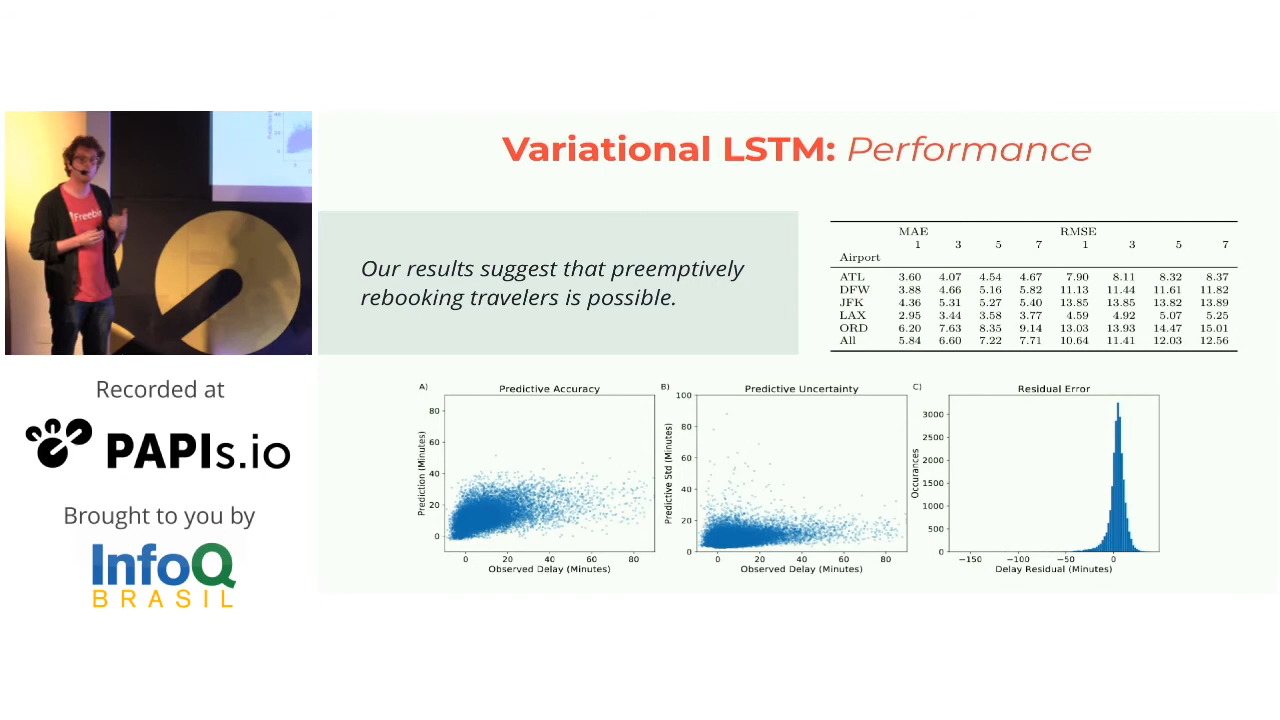 Variational LSTM: Performance
Our results suggest that preemptively
rebooking travelers is possible.
MAE RMSE
1 3 5 7 1 3 5 7
Airport
ATL 3.60 4.07 4.54 4.67 7.90 8.11 8.32 8.37
DFW 3.88 4.66 5.16 5.82 11.13 11.44 11.61 11.82
JFK 4.36 5.31 5.27 5.40 13.85 13.85 13.82 13.89
LAX 2.95 3.44 3.58 3.77 4.59 4.92 5.07 5.25
ORD 6.20 7.63 8.35 9.14 13.03 13.93 14.47 15.01
All 5.84 6.60 7.22 7.71 10.64 11.41 12.03 12.56
Freebir
Recorded at
PAPIs.io
Brought to you by
InfoQ
BRASIL
A) Predictive Accuracy
Prediction (Minutes)
80
60
40
20
0
0 20 40 60 80
Observed Delay (Minutes)
B) Predictive Uncertainty
Predictive Std (Minutes)
100
80
60
40
20
0
0 20 40 60 80
Observed Delay (Minutes)
C) Residual Error
Occurances
3000
2500
2000
1500
1000
500
0
−150 −100 −50 0
Delay Residual (Minutes)